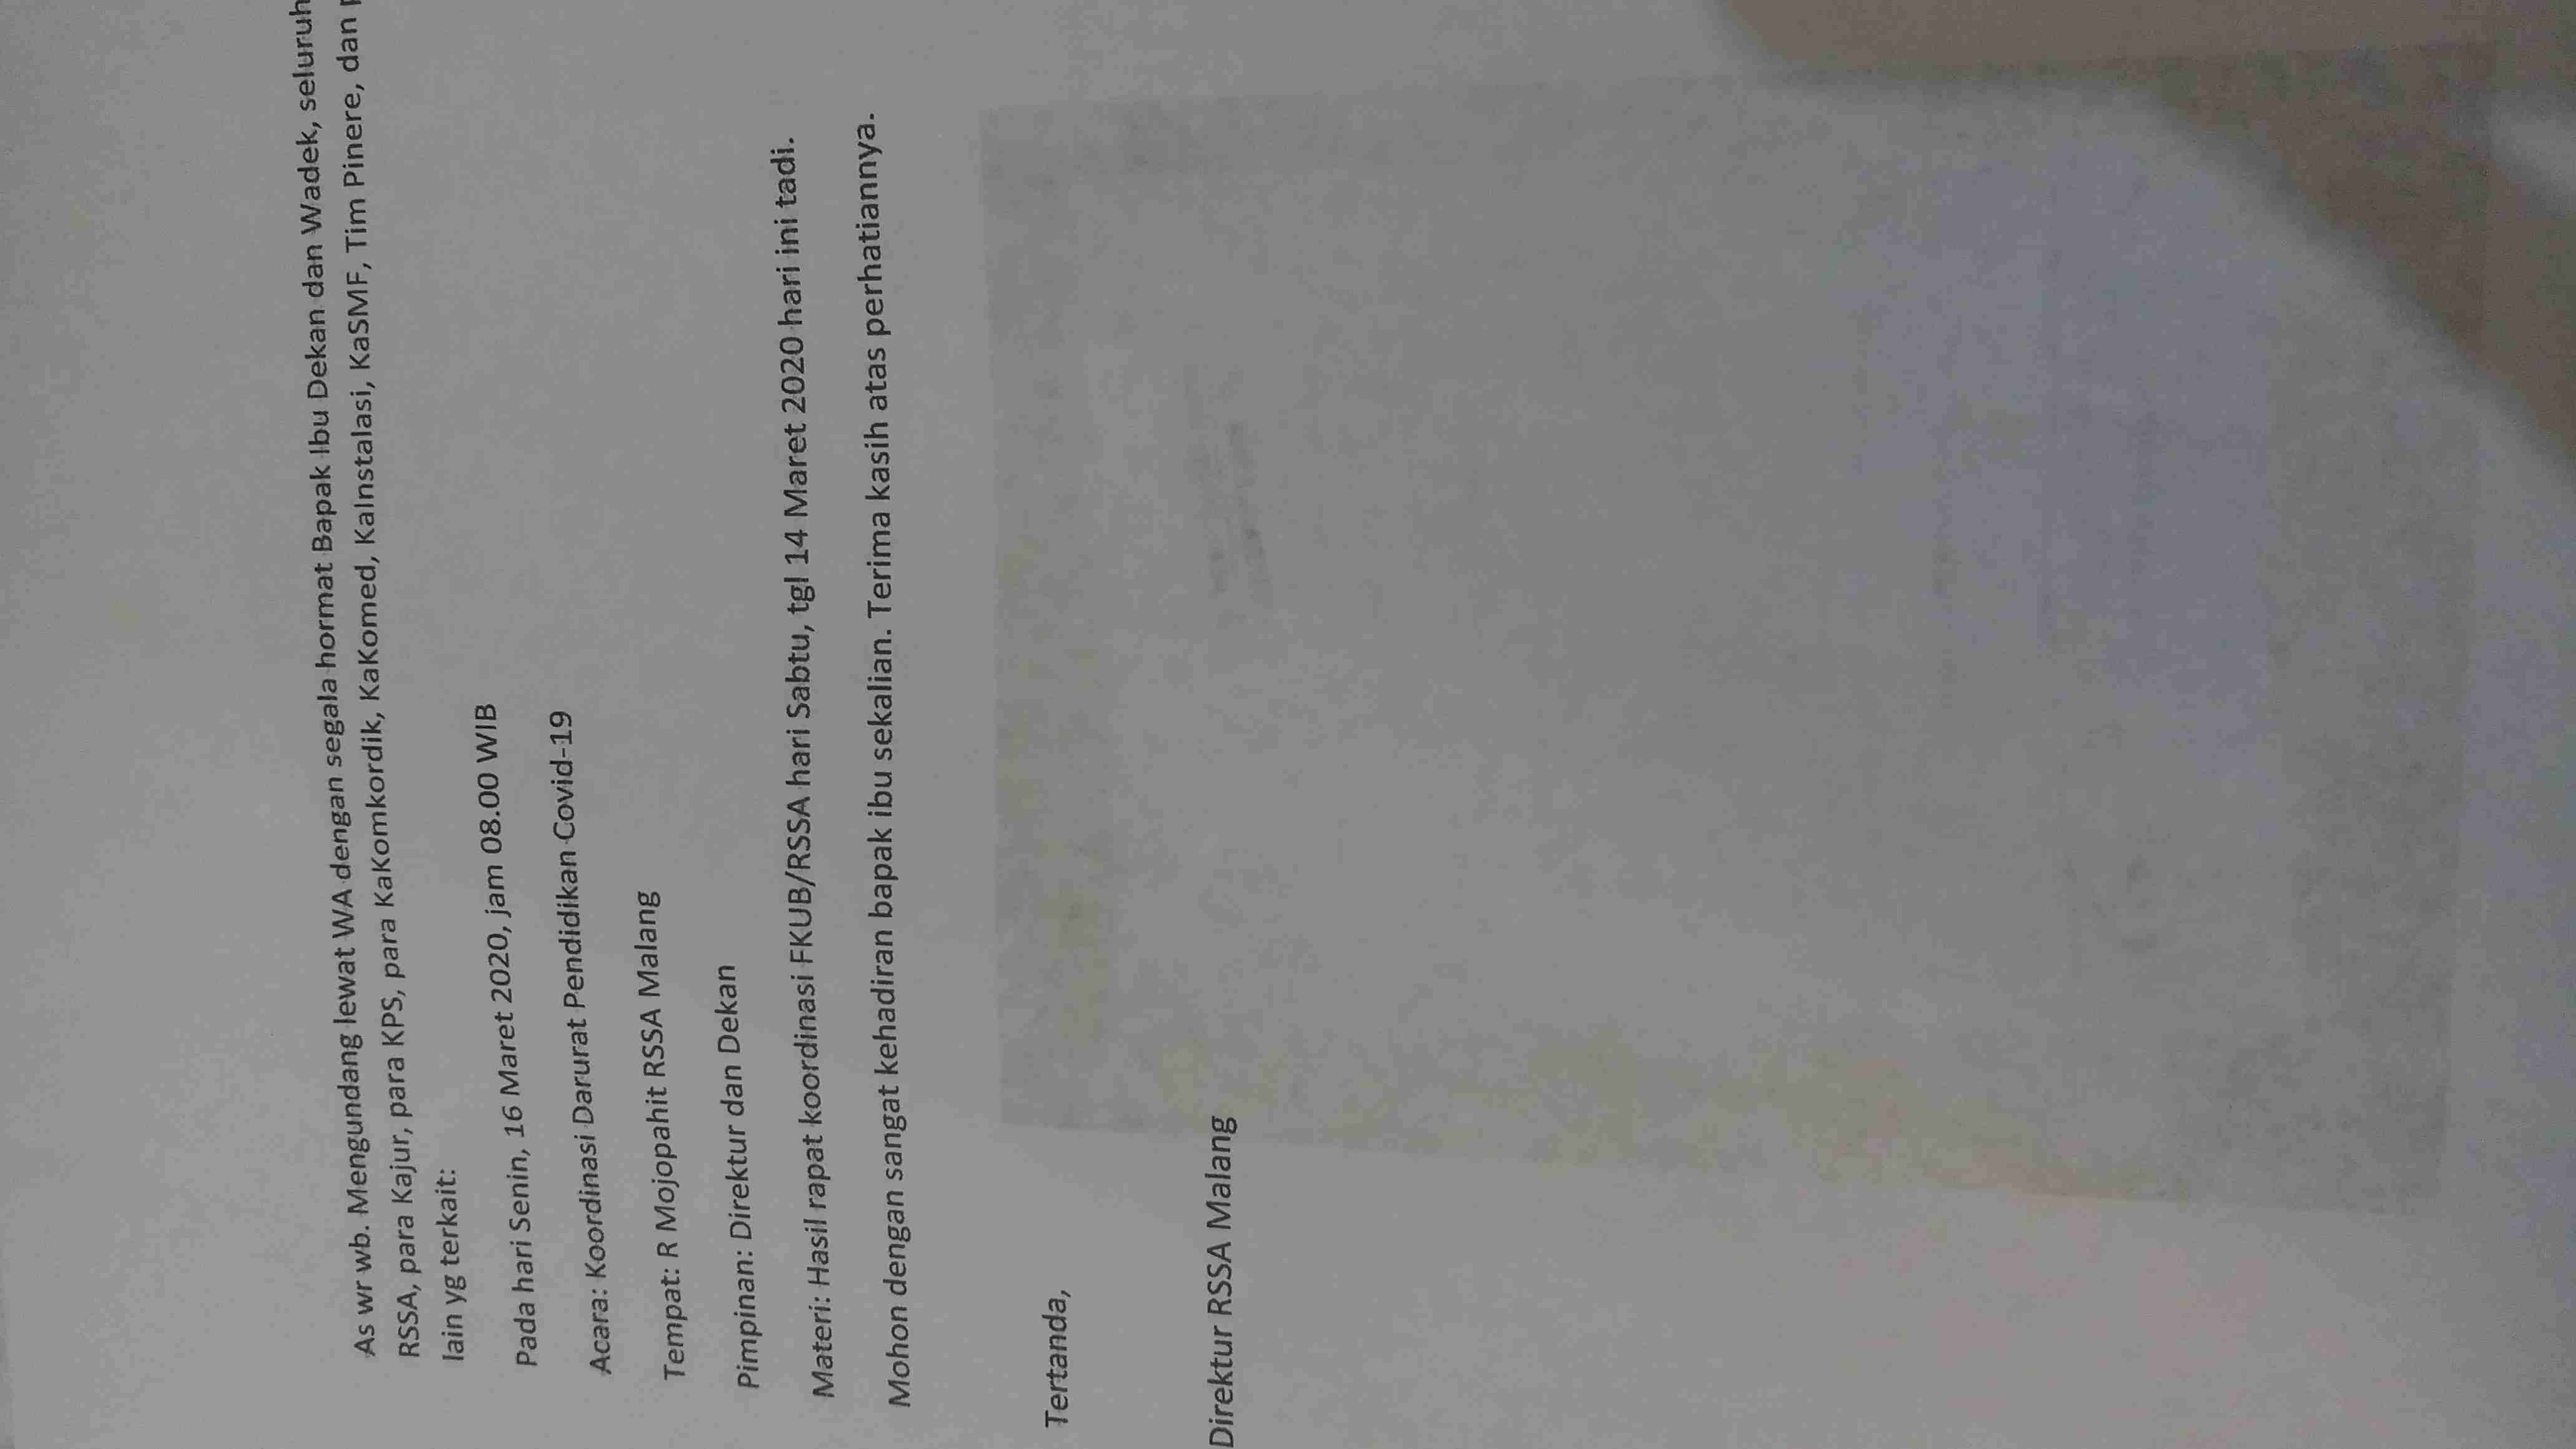 As wr wb. Mengundang lewat WA dengan segala hormat Bapak Ibu Dekan dan Wadek, seluruh
RSSA, para Kajur, para KPS, para KaKomkordik, KaKomed, KaInstalasi, KaSMF, Tim Pinere, dan
lain yg terkait:
Pada hari Senin, 16 Maret 2020, jam 08.00 WIB
Acara: Koordinasi Darurat Pendidikan Covid-19
Tempat: R Mojopahit RSSA Malang
Pimpinan: Direktur dan Dekan
Materi: Hasil rapat koordinasi FKUB/RSSA hari Sabtu, tgl 14 Maret 2020 hari ini tadi.
Mohon dengan sangat kehadiran bapak ibu sekalian. Terima kasih atas perhatiannya.
Tertanda,
Direktur RSSA Malang